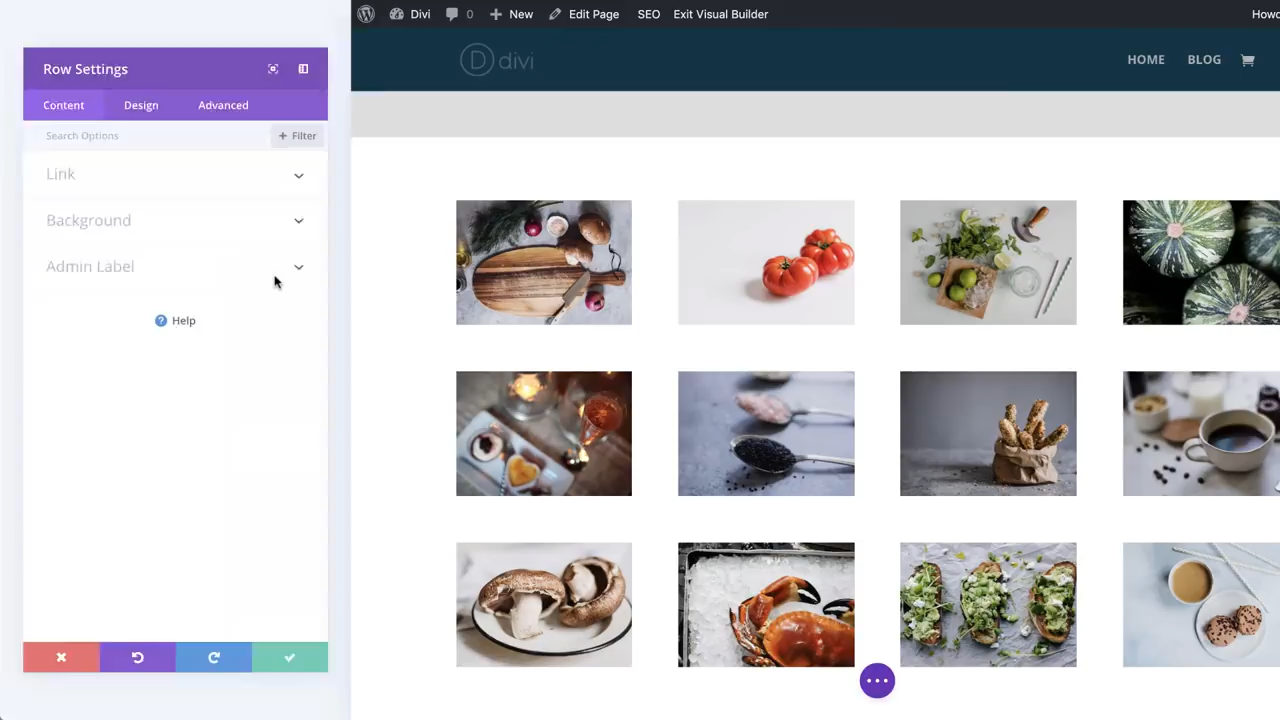 Divi
0
New
Edit Page
SEO
Exit Visual Builder
Howd
Row Settings
Content
Design
Advanced
Search Options
+ Filter
Link
Background
Admin Label
? Help
D divi
HOME
BLOG